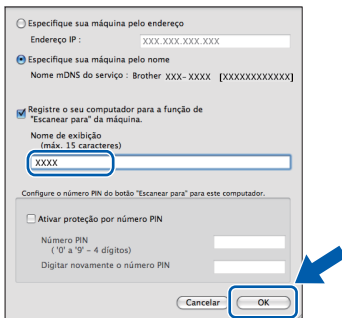 Especifique sua máquina pelo endereço
Endereço IP : XXX.XXX.XXX.XXX
Especifique sua máquina pelo nome
Nome mDNS do serviço : Brother XXX-XXXX [XXXXXXXXXXXX]
Registre o seu computador para a função de
"Escanear para" da máquina.
Nome de exibição
(máx. 15 caracteres)
XXXX
Configure o número PIN do botão "Escanear para" para este computador.
Ativar proteção por número PIN
Número PIN
( '0' a '9' - 4 dígitos)
Digitar novamente o número PIN
Cancelar OK